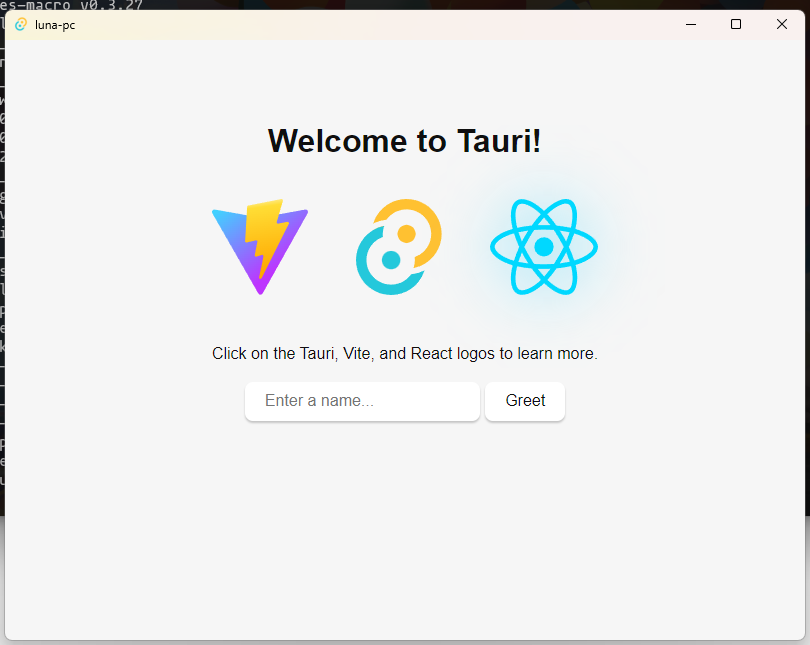 es-macro v0.3.27
luna-pc
Welcome to Tauri!
Click on the Tauri, Vite, and React logos to learn more.
Enter a name...
Greet